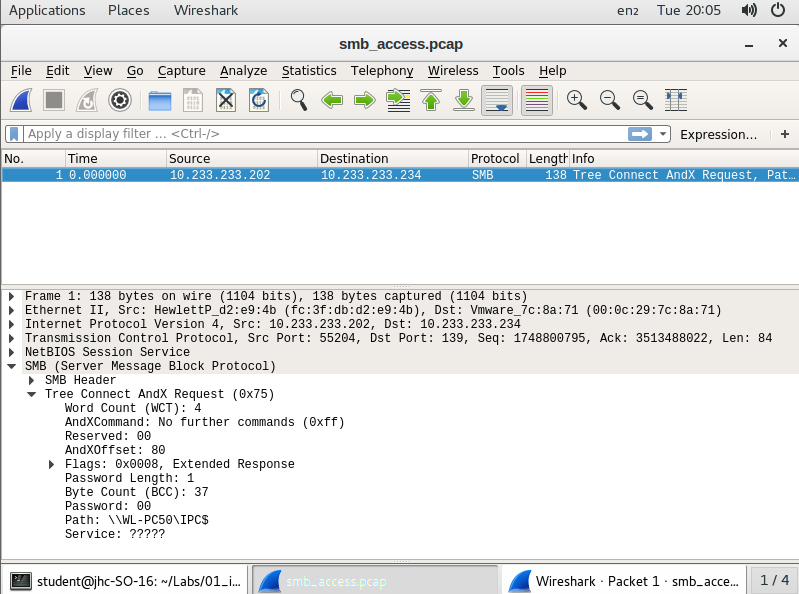 Applications Places Wireshark en2 Tue 20:05
smb_access.pcap
File Edit View Go Capture Analyze Statistics Telephony Wireless Tools Help
Apply a display filter ... <Ctrl-/> Expression... +
No. Time Source Destination Protocol Length Info
1 0.000000 10.233.233.202 10.233.233.234 SMB 138 Tree Connect AndX Request, Pat…
Frame 1: 138 bytes on wire (1104 bits), 138 bytes captured (1104 bits)
Ethernet II, Src: HewlettP_d2:e9:4b (fc:3f:db:d2:e9:4b), Dst: Vmware_7c:8a:71 (00:0c:29:7c:8a:71)
Internet Protocol Version 4, Src: 10.233.233.202, Dst: 10.233.233.234
Transmission Control Protocol, Src Port: 55204, Dst Port: 139, Seq: 1748800795, Ack: 3513488022, Len: 84
NetBIOS Session Service
SMB (Server Message Block Protocol)
SMB Header
Tree Connect AndX Request (0x75)
Word Count (WCT): 4
AndXCommand: No further commands (0xff)
Reserved: 00
AndXOffset: 80
Flags: 0x0008, Extended Response
Password Length: 1
Byte Count (BCC): 37
Password: 00
Path: \\WL-PC50\IPC$
Service: ?????
student@jhc-SO-16: ~/Labs/01_i... smb_access.pcap Wireshark · Packet 1 · smb_acce... 1 / 4